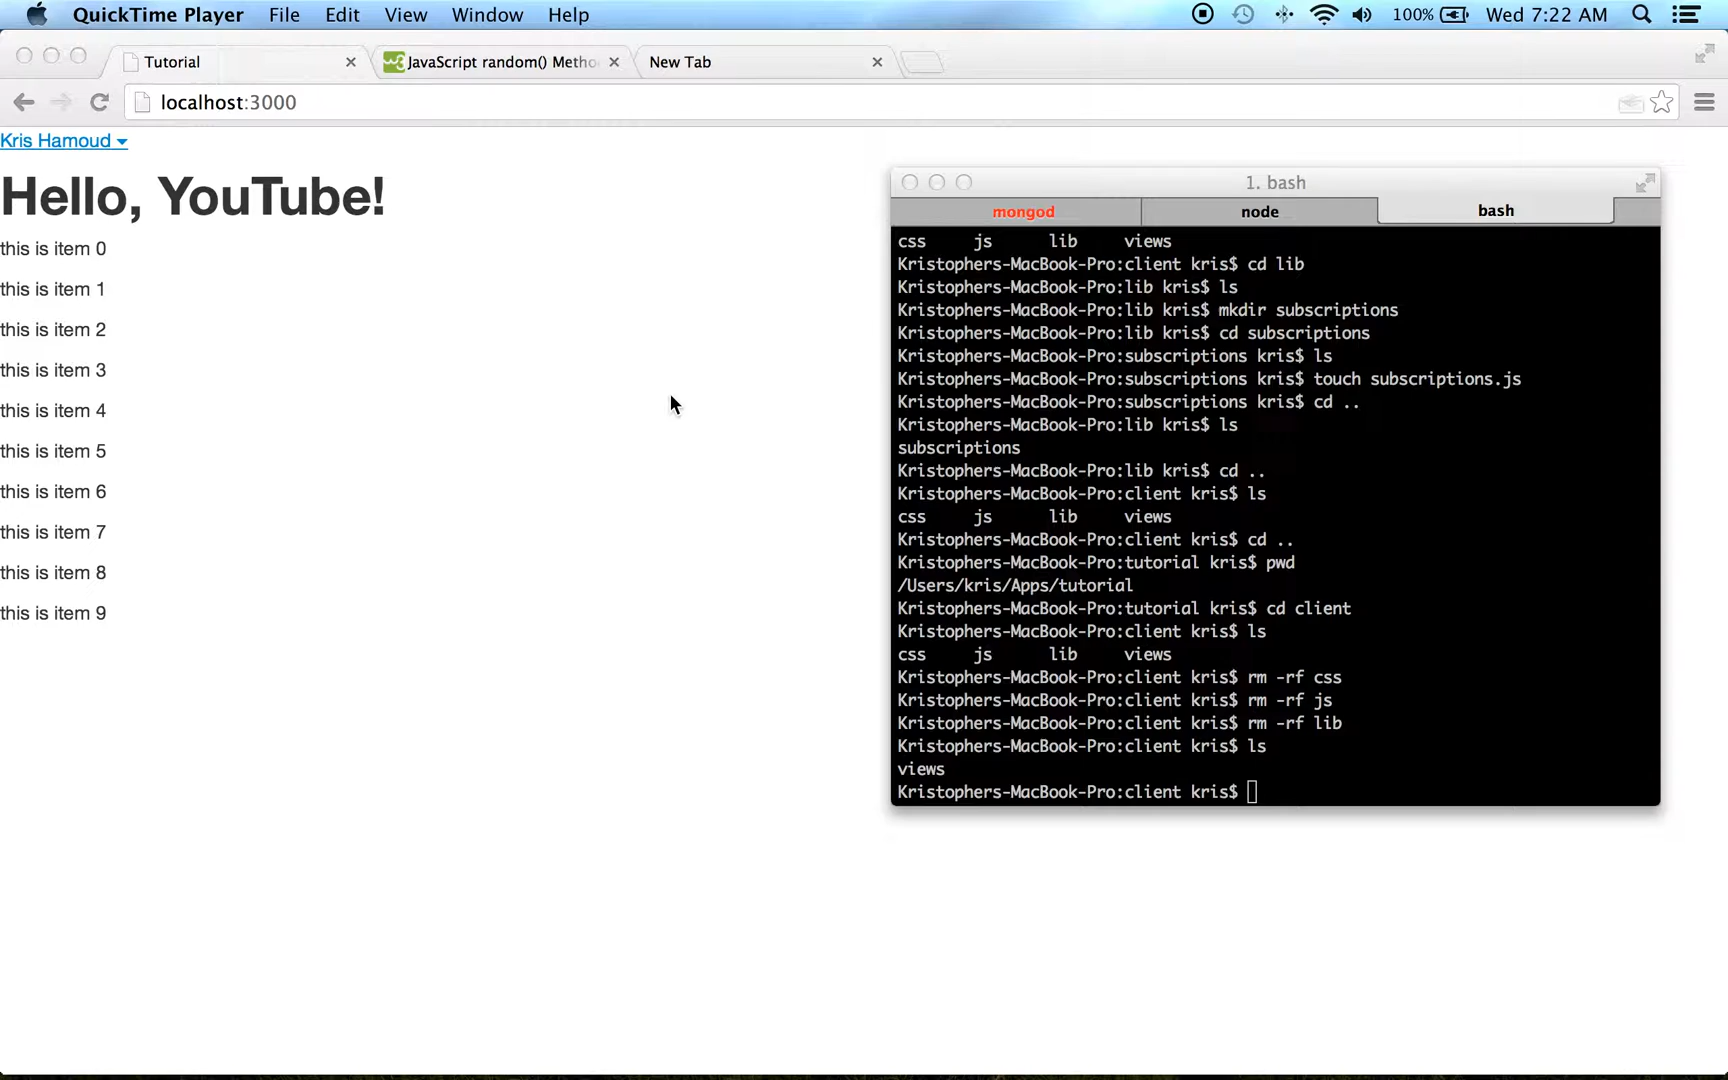 QuickTime Player File Edit View Window Help 100% Wed 7:22 AM
Tutorial JavaScript random() Metho New Tab
localhost:3000
Kris Hamoud
Hello, YouTube!
this is item 0
this is item 1
this is item 2
this is item 3
this is item 4
this is item 5
this is item 6
this is item 7
this is item 8
this is item 9
1. bash
mongod node bash
css js lib views
Kristophers-MacBook-Pro:client kris$ cd lib
Kristophers-MacBook-Pro:lib kris$ ls
Kristophers-MacBook-Pro:lib kris$ mkdir subscriptions
Kristophers-MacBook-Pro:lib kris$ cd subscriptions
Kristophers-MacBook-Pro:subscriptions kris$ ls
Kristophers-MacBook-Pro:subscriptions kris$ touch subscriptions.js
Kristophers-MacBook-Pro:subscriptions kris$ cd ..
Kristophers-MacBook-Pro:lib kris$ ls
subscriptions
Kristophers-MacBook-Pro:lib kris$ cd ..
Kristophers-MacBook-Pro:client kris$ ls
css js lib views
Kristophers-MacBook-Pro:client kris$ cd ..
Kristophers-MacBook-Pro:tutorial kris$ pwd
/Users/kris/Apps/tutorial
Kristophers-MacBook-Pro:tutorial kris$ cd client
Kristophers-MacBook-Pro:client kris$ ls
css js lib views
Kristophers-MacBook-Pro:client kris$ rm -rf css
Kristophers-MacBook-Pro:client kris$ rm -rf js
Kristophers-MacBook-Pro:client kris$ rm -rf lib
Kristophers-MacBook-Pro:client kris$ ls
views
Kristophers-MacBook-Pro:client kris$